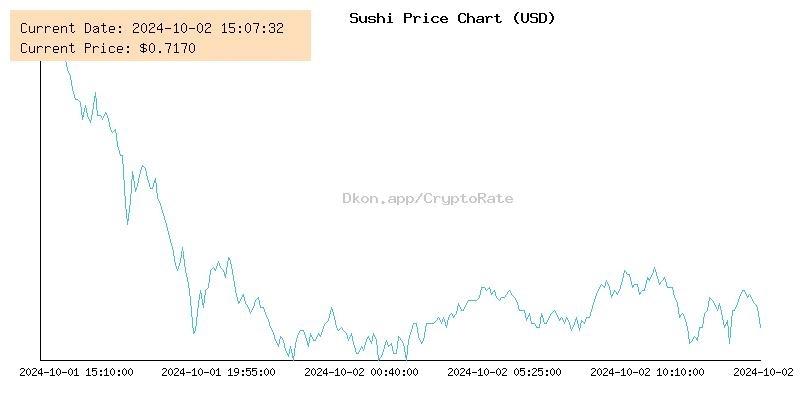 Sushi Price Chart (USD)
Current Date: 2024-10-02 15:07:32
Current Price: $0.7170
Dkon.app/CryptoRate
2024-10-01 15:10:00 2024-10-01 19:55:00 2024-10-02 00:40:00 2024-10-02 05:25:00 2024-10-02 10:10:00 2024-10-02